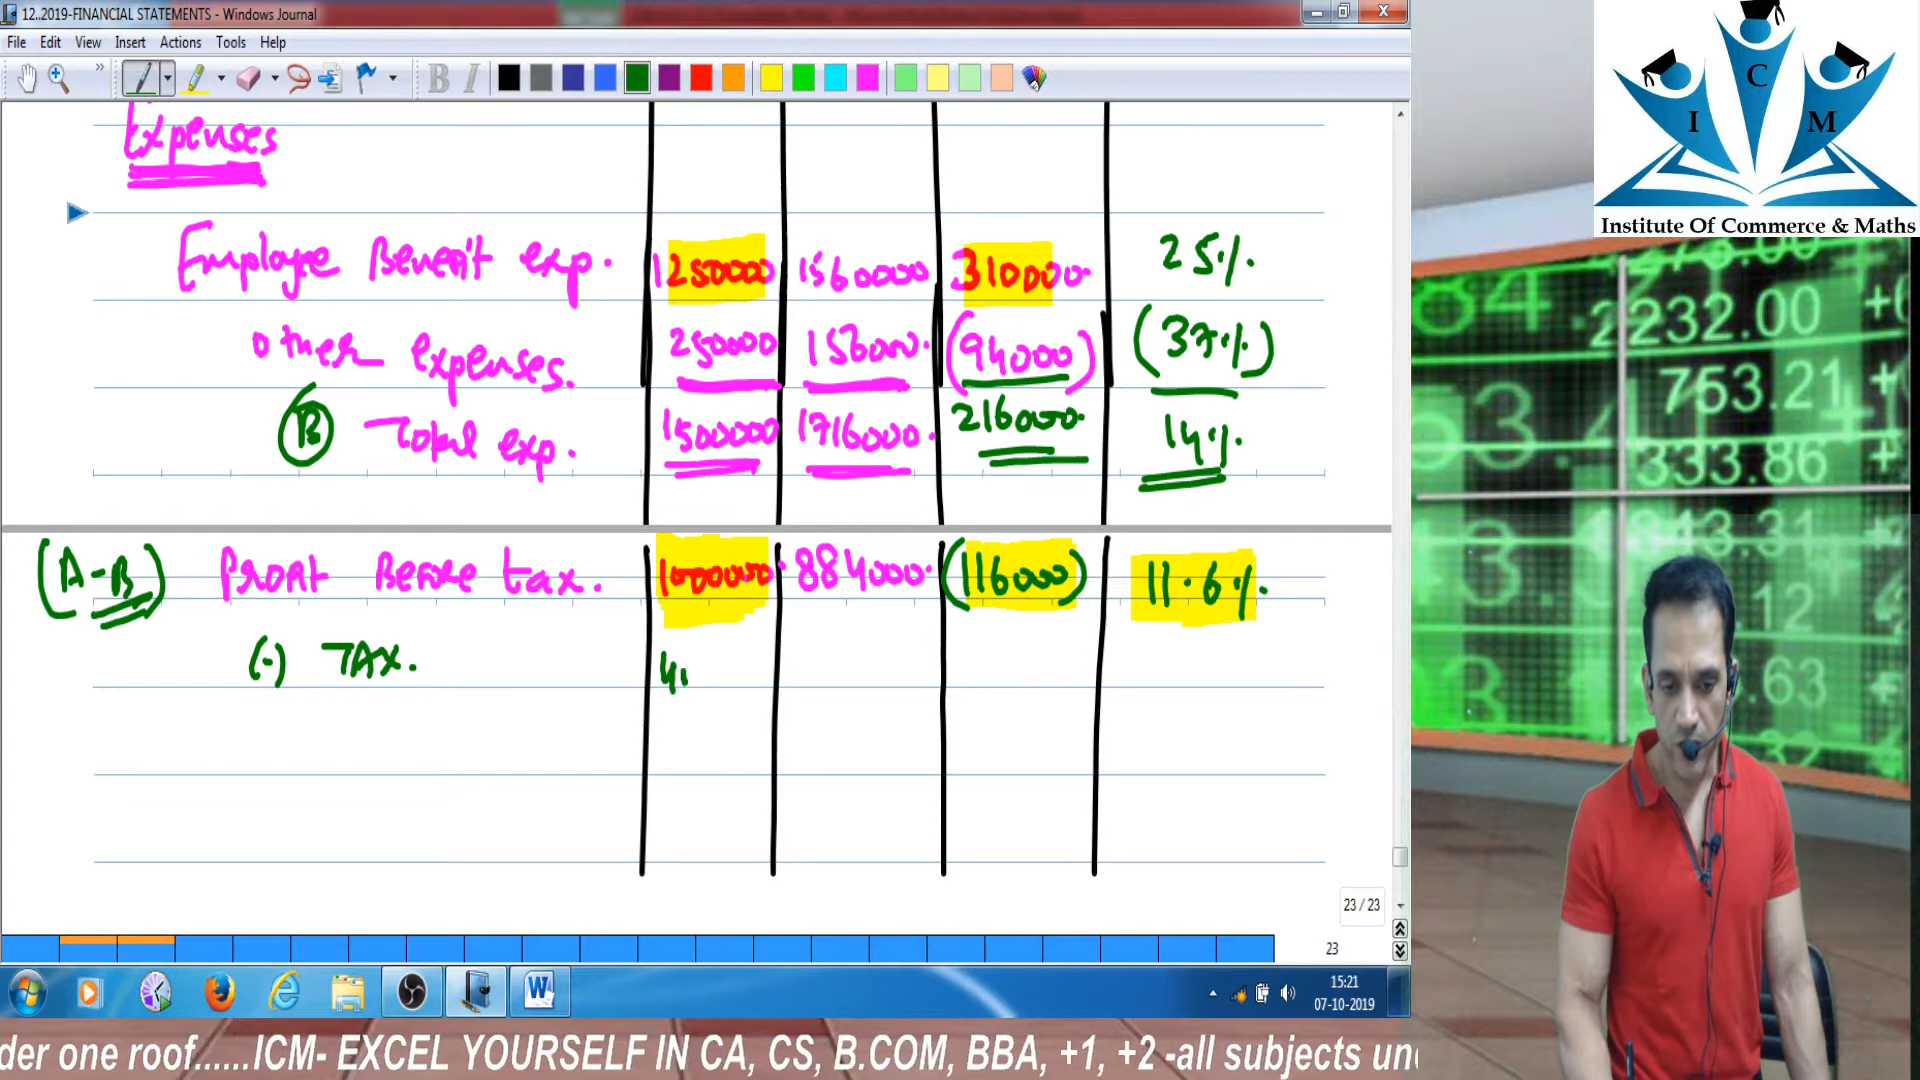 12..2019-FINANCIAL STATEMENTS - Windows Journal
File Edit View Insert Actions Tools Help
B I
Expenses
Employee Benefit exp. 1250000 1560000 310000 25%
other expenses. 250000 156000 (94000) (37%)
B Total exp. 1500000 1716000 216000 14%
(A-B) Profit Before tax. 1000000 884000 (116000) 11.6%
(-) TAX. 4
23 / 23
23
15:21
07-10-2019
I C M
Institute Of Commerce & Maths
2232.00
753.21
333.86
der one roof......ICM- EXCEL YOURSELF IN CA, CS, B.COM, BBA, +1, +2 -all subjects un